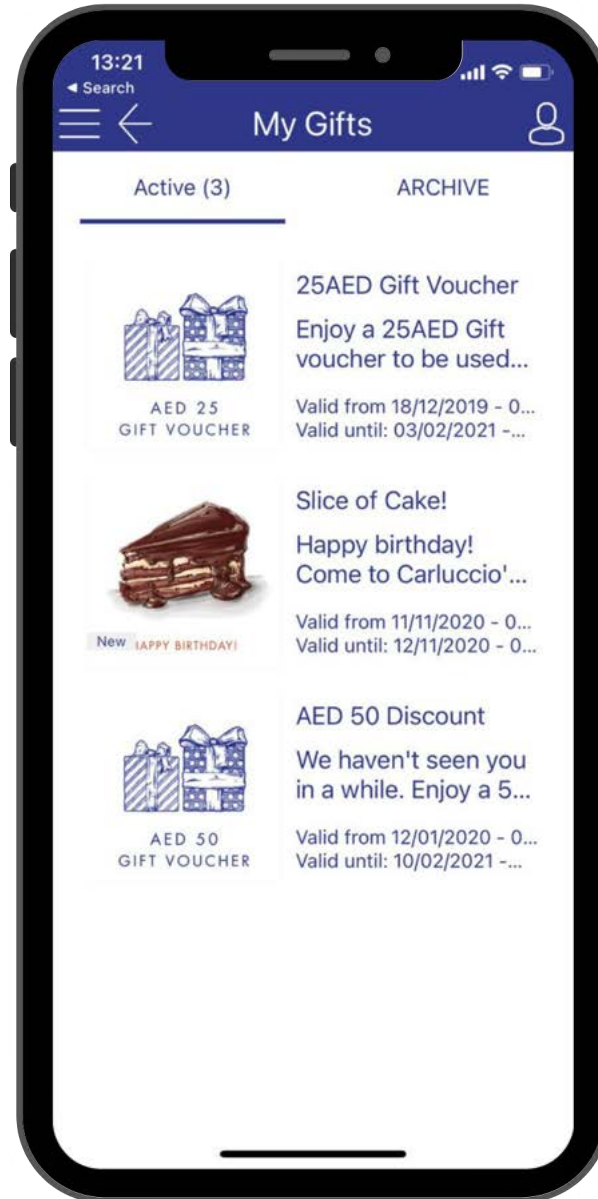 13:21
◀ Search
My Gifts
Active (3)
ARCHIVE
AED 25
GIFT VOUCHER
25AED Gift Voucher
Enjoy a 25AED Gift
voucher to be used...
Valid from 18/12/2019 - 0...
Valid until: 03/02/2021 -...
New
HAPPY BIRTHDAY!
Slice of Cake!
Happy birthday!
Come to Carluccio'...
Valid from 11/11/2020 - 0...
Valid until: 12/11/2020 - 0...
AED 50
GIFT VOUCHER
AED 50 Discount
We haven't seen you
in a while. Enjoy a 5...
Valid from 12/01/2020 - 0...
Valid until: 10/02/2021 -...